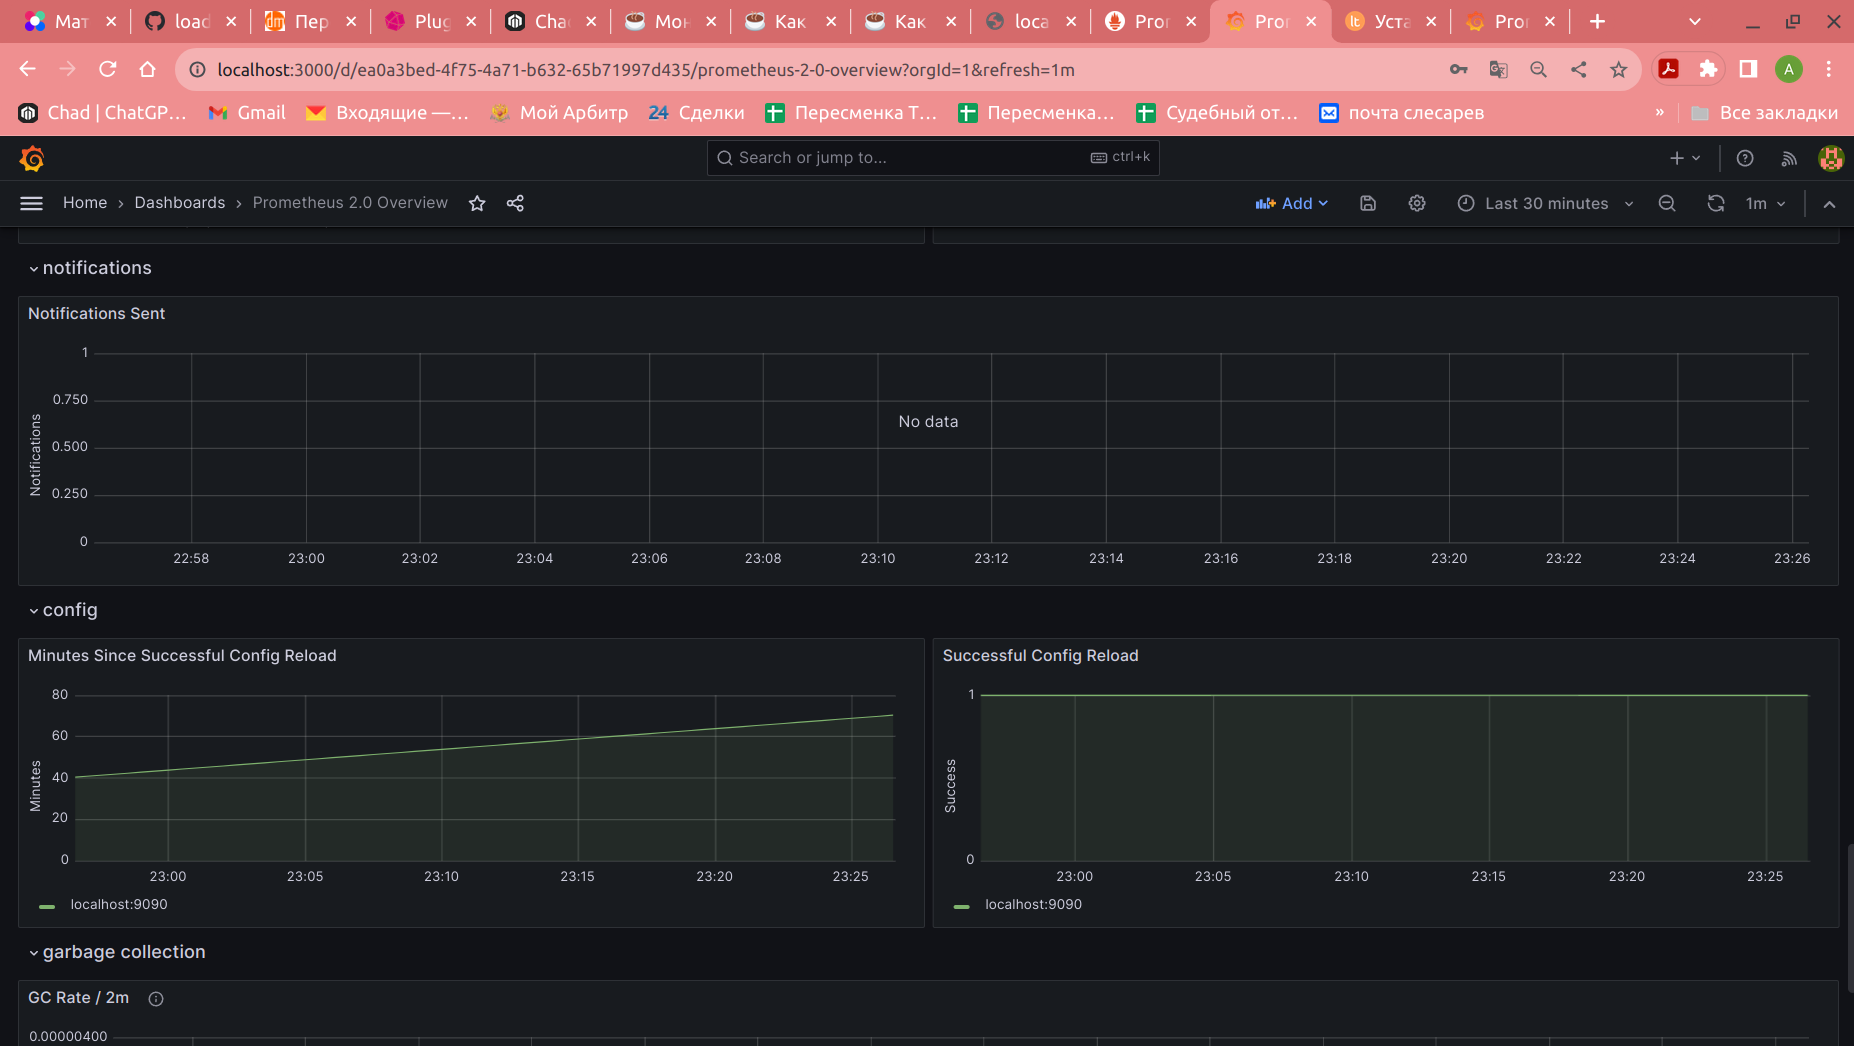 Мат
load
Пер
Plug
Cha
Мон
Как
Как
loca
Pror
Pror
Уста
Pror
localhost:3000/d/ea0a3bed-4f75-4a71-b632-65b71997d435/prometheus-2-0-overview?orgId=1&refresh=1m
A
Chad | ChatGP...
Gmail
Входящие —...
Мой Арбитр
24 Сделки
Пересменка Т...
Пересменка...
Судебный от...
почта слесарев
»
Все закладки
Search or jump to...
ctrl+k
Home › Dashboards › Prometheus 2.0 Overview
Add
Last 30 minutes
1m
notifications
Notifications Sent
Notifications
1
0.750
0.500
0.250
0
No data
22:58 23:00 23:02 23:04 23:06 23:08 23:10 23:12 23:14 23:16 23:18 23:20 23:22 23:24 23:26
config
Minutes Since Successful Config Reload
Minutes
80
60
40
20
0
23:00 23:05 23:10 23:15 23:20 23:25
localhost:9090
Successful Config Reload
Success
1
0
23:00 23:05 23:10 23:15 23:20 23:25
localhost:9090
garbage collection
GC Rate / 2m
0.00000400